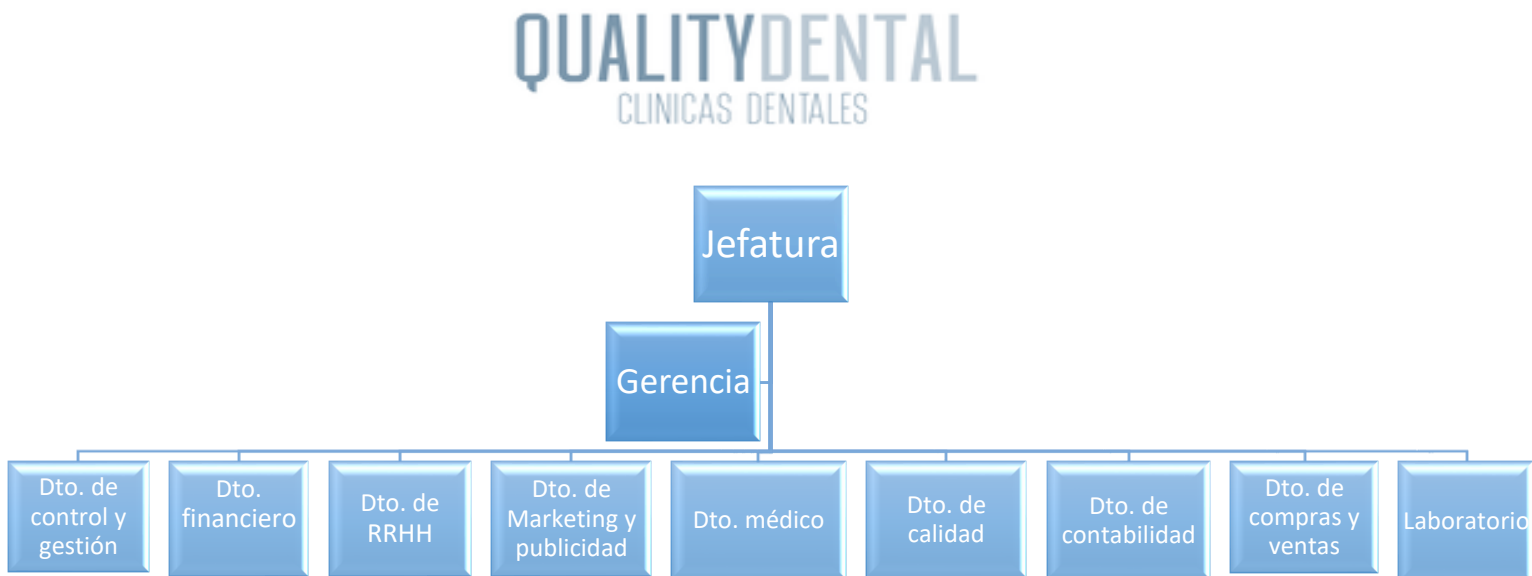 QUALITYDENTAL
CLINICAS DENTALES
Jefatura
Gerencia
Dto. de
control y
gestión
Dto.
financiero
Dto. de
RRHH
Dto. de
Marketing y
publicidad
Dto. médico
Dto. de
calidad
Dto. de
contabilidad
Dto. de
compras y
ventas
Laboratorio